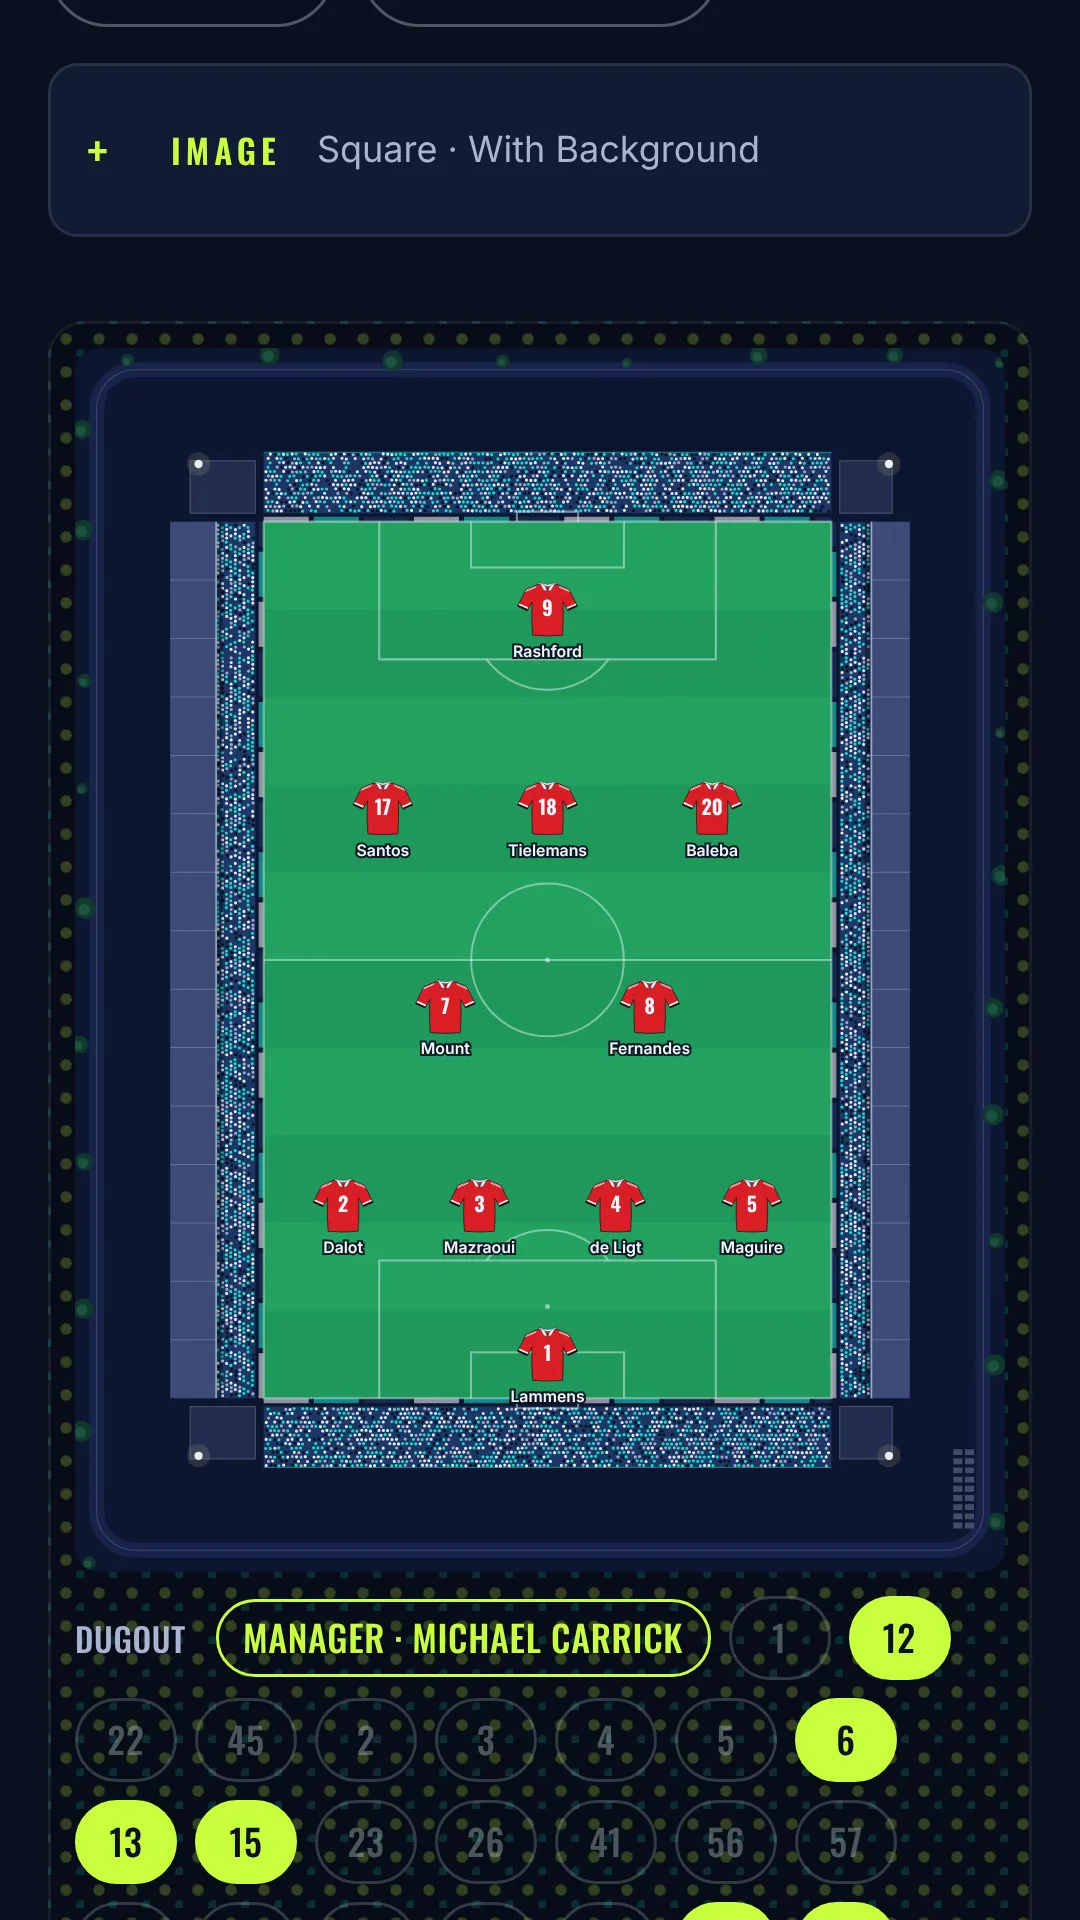 + IMAGE Square · With Background
9
Rashford
17 18 20
Santos Tielemans Baleba
7 8
Mount Fernandes
2 3 4 5
Dalot Mazraoui de Ligt Maguire
1
Lammens
DUGOUT MANAGER · MICHAEL CARRICK 1 12
22 45 2 3 4 5 6
13 15 23 26 41 56 57